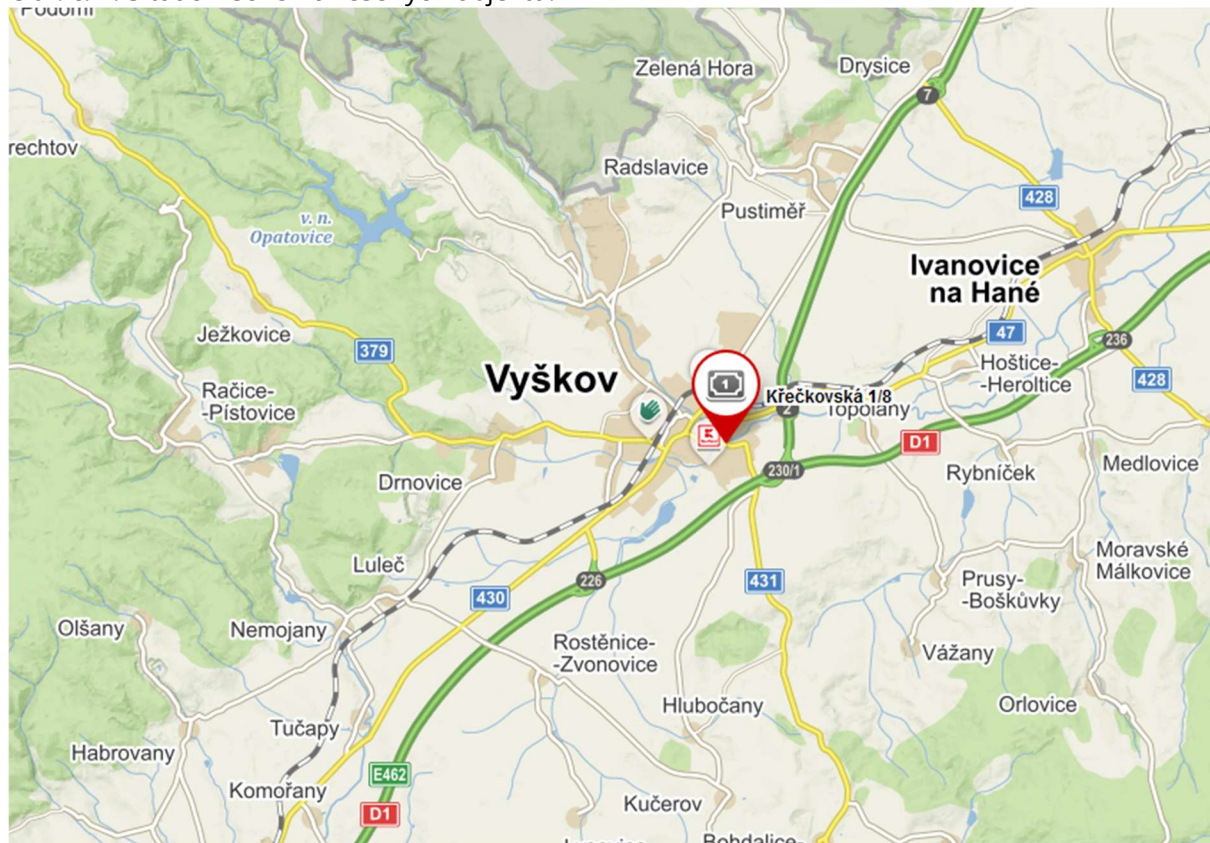 Podomí
Zelená Hora
Drysice
7
rechtov
Radslavice
428
Pustiměř
v. n.
Opatovice
Ivanovice
na Hané
47
Ježkovice
379
236
Hoštice-
-Heroltice
428
Vyškov
1
Křečkovská 1/8
Račice-
-Pístovice
2
Topolany
D1
230/1
Medlovice
Rybníček
Drnovice
Luleč
226
431
Moravské
Málkovice
Prusy-
-Boškůvky
430
Olšany
Nemojany
Rostěnice-
-Zvonovice
Vážany
Hlubočany
Orlovice
Tučapy
Habrovany
E462
Komořany
D1
Kučerov
Bohdalice-